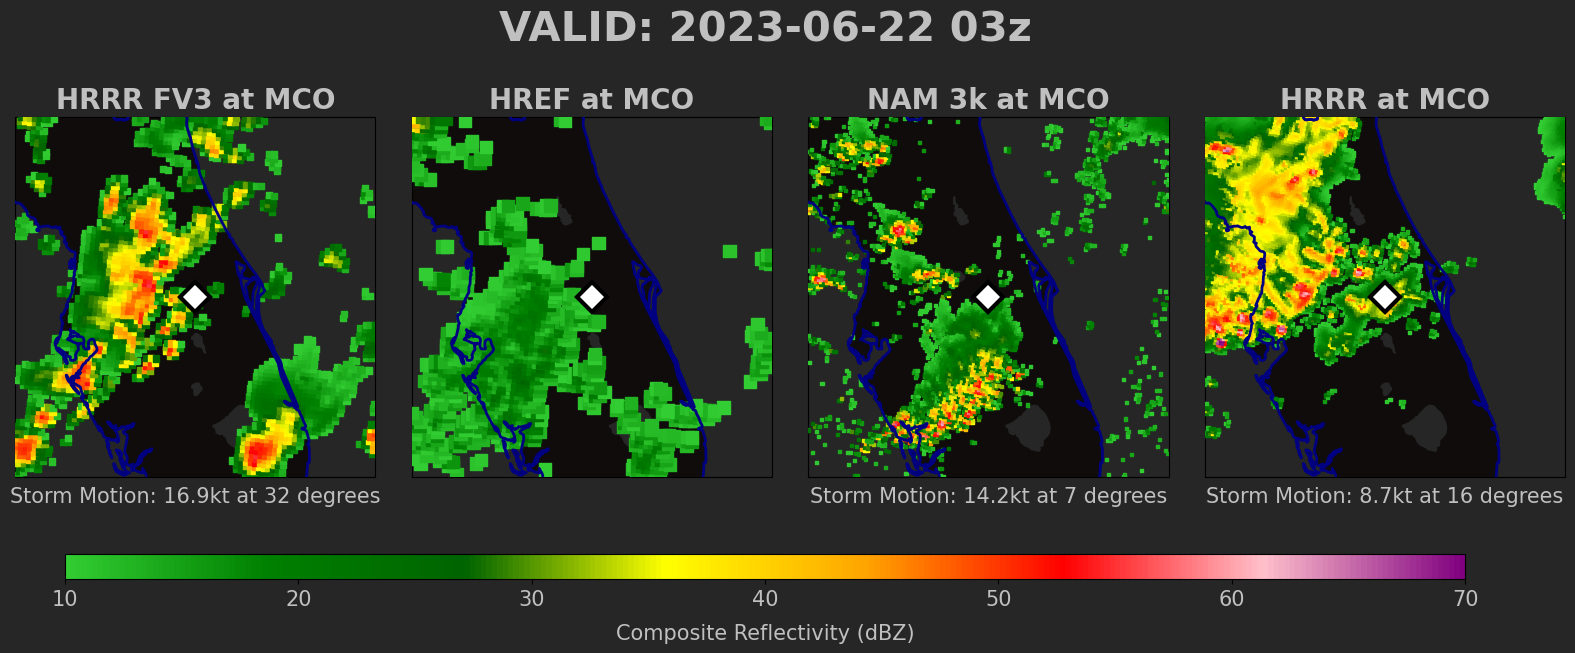 VALID: 2023-06-22 03z
HRRR FV3 at MCO
HREF at MCO
NAM 3k at MCO
HRRR at MCO
Storm Motion: 16.9kt at 32 degrees
Storm Motion: 14.2kt at 7 degrees
Storm Motion: 8.7kt at 16 degrees
10 20 30 40 50 60 70
Composite Reflectivity (dBZ)